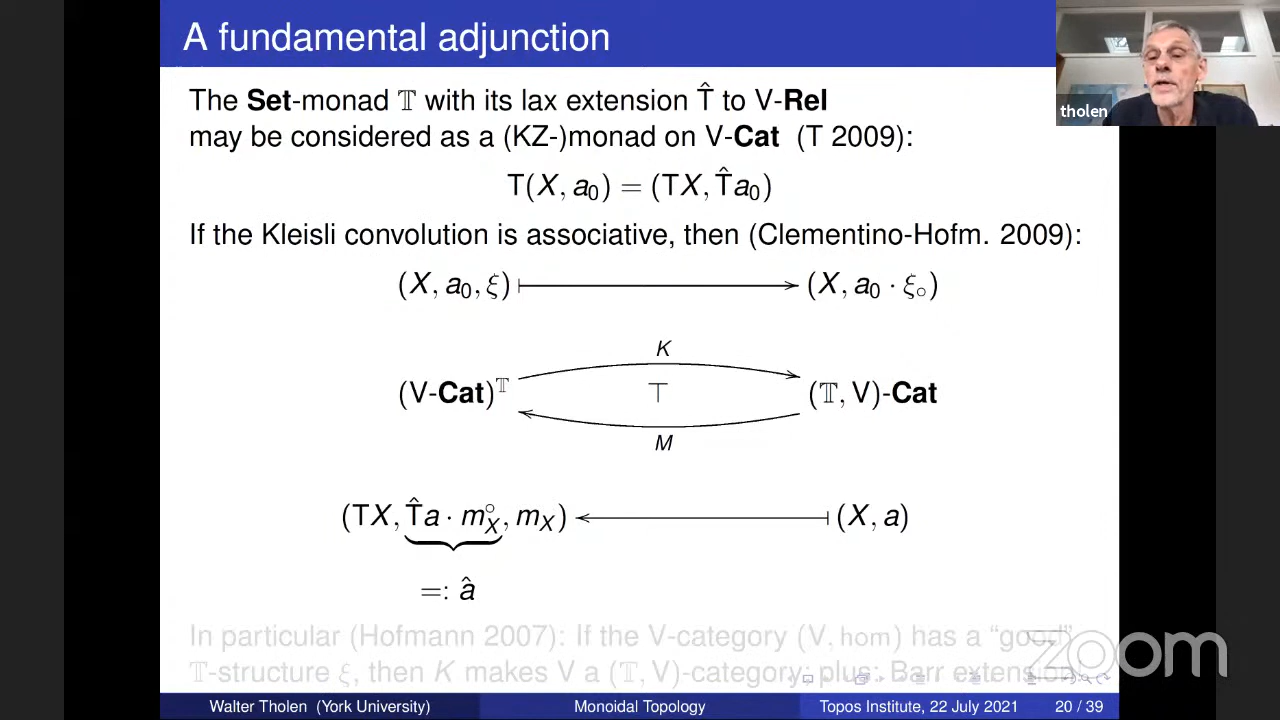 A fundamental adjunction
tholen
The Set-monad 𝕋 with its lax extension T̂ to V-Rel
may be considered as a (KZ-)monad on V-Cat (T 2009):
T(X, a₀) = (TX, T̂a₀)
If the Kleisli convolution is associative, then (Clementino-Hofm. 2009):
(X, a₀, ξ) ⟼ (X, a₀ · ξ∘)
K
(V-Cat)^𝕋 ⊤ (𝕋, V)-Cat
M
(TX, T̂a · m°_X, m_X) ⟵ (X, a)
=: â
In particular (Hofmann 2007): If the V-category (V, hom) has a “good”
𝕋-structure ξ, then K makes V a (𝕋, V)-category; plus: Barr extension
zoom
Walter Tholen (York University) Monoidal Topology Topos Institute, 22 July 2021 20 / 39